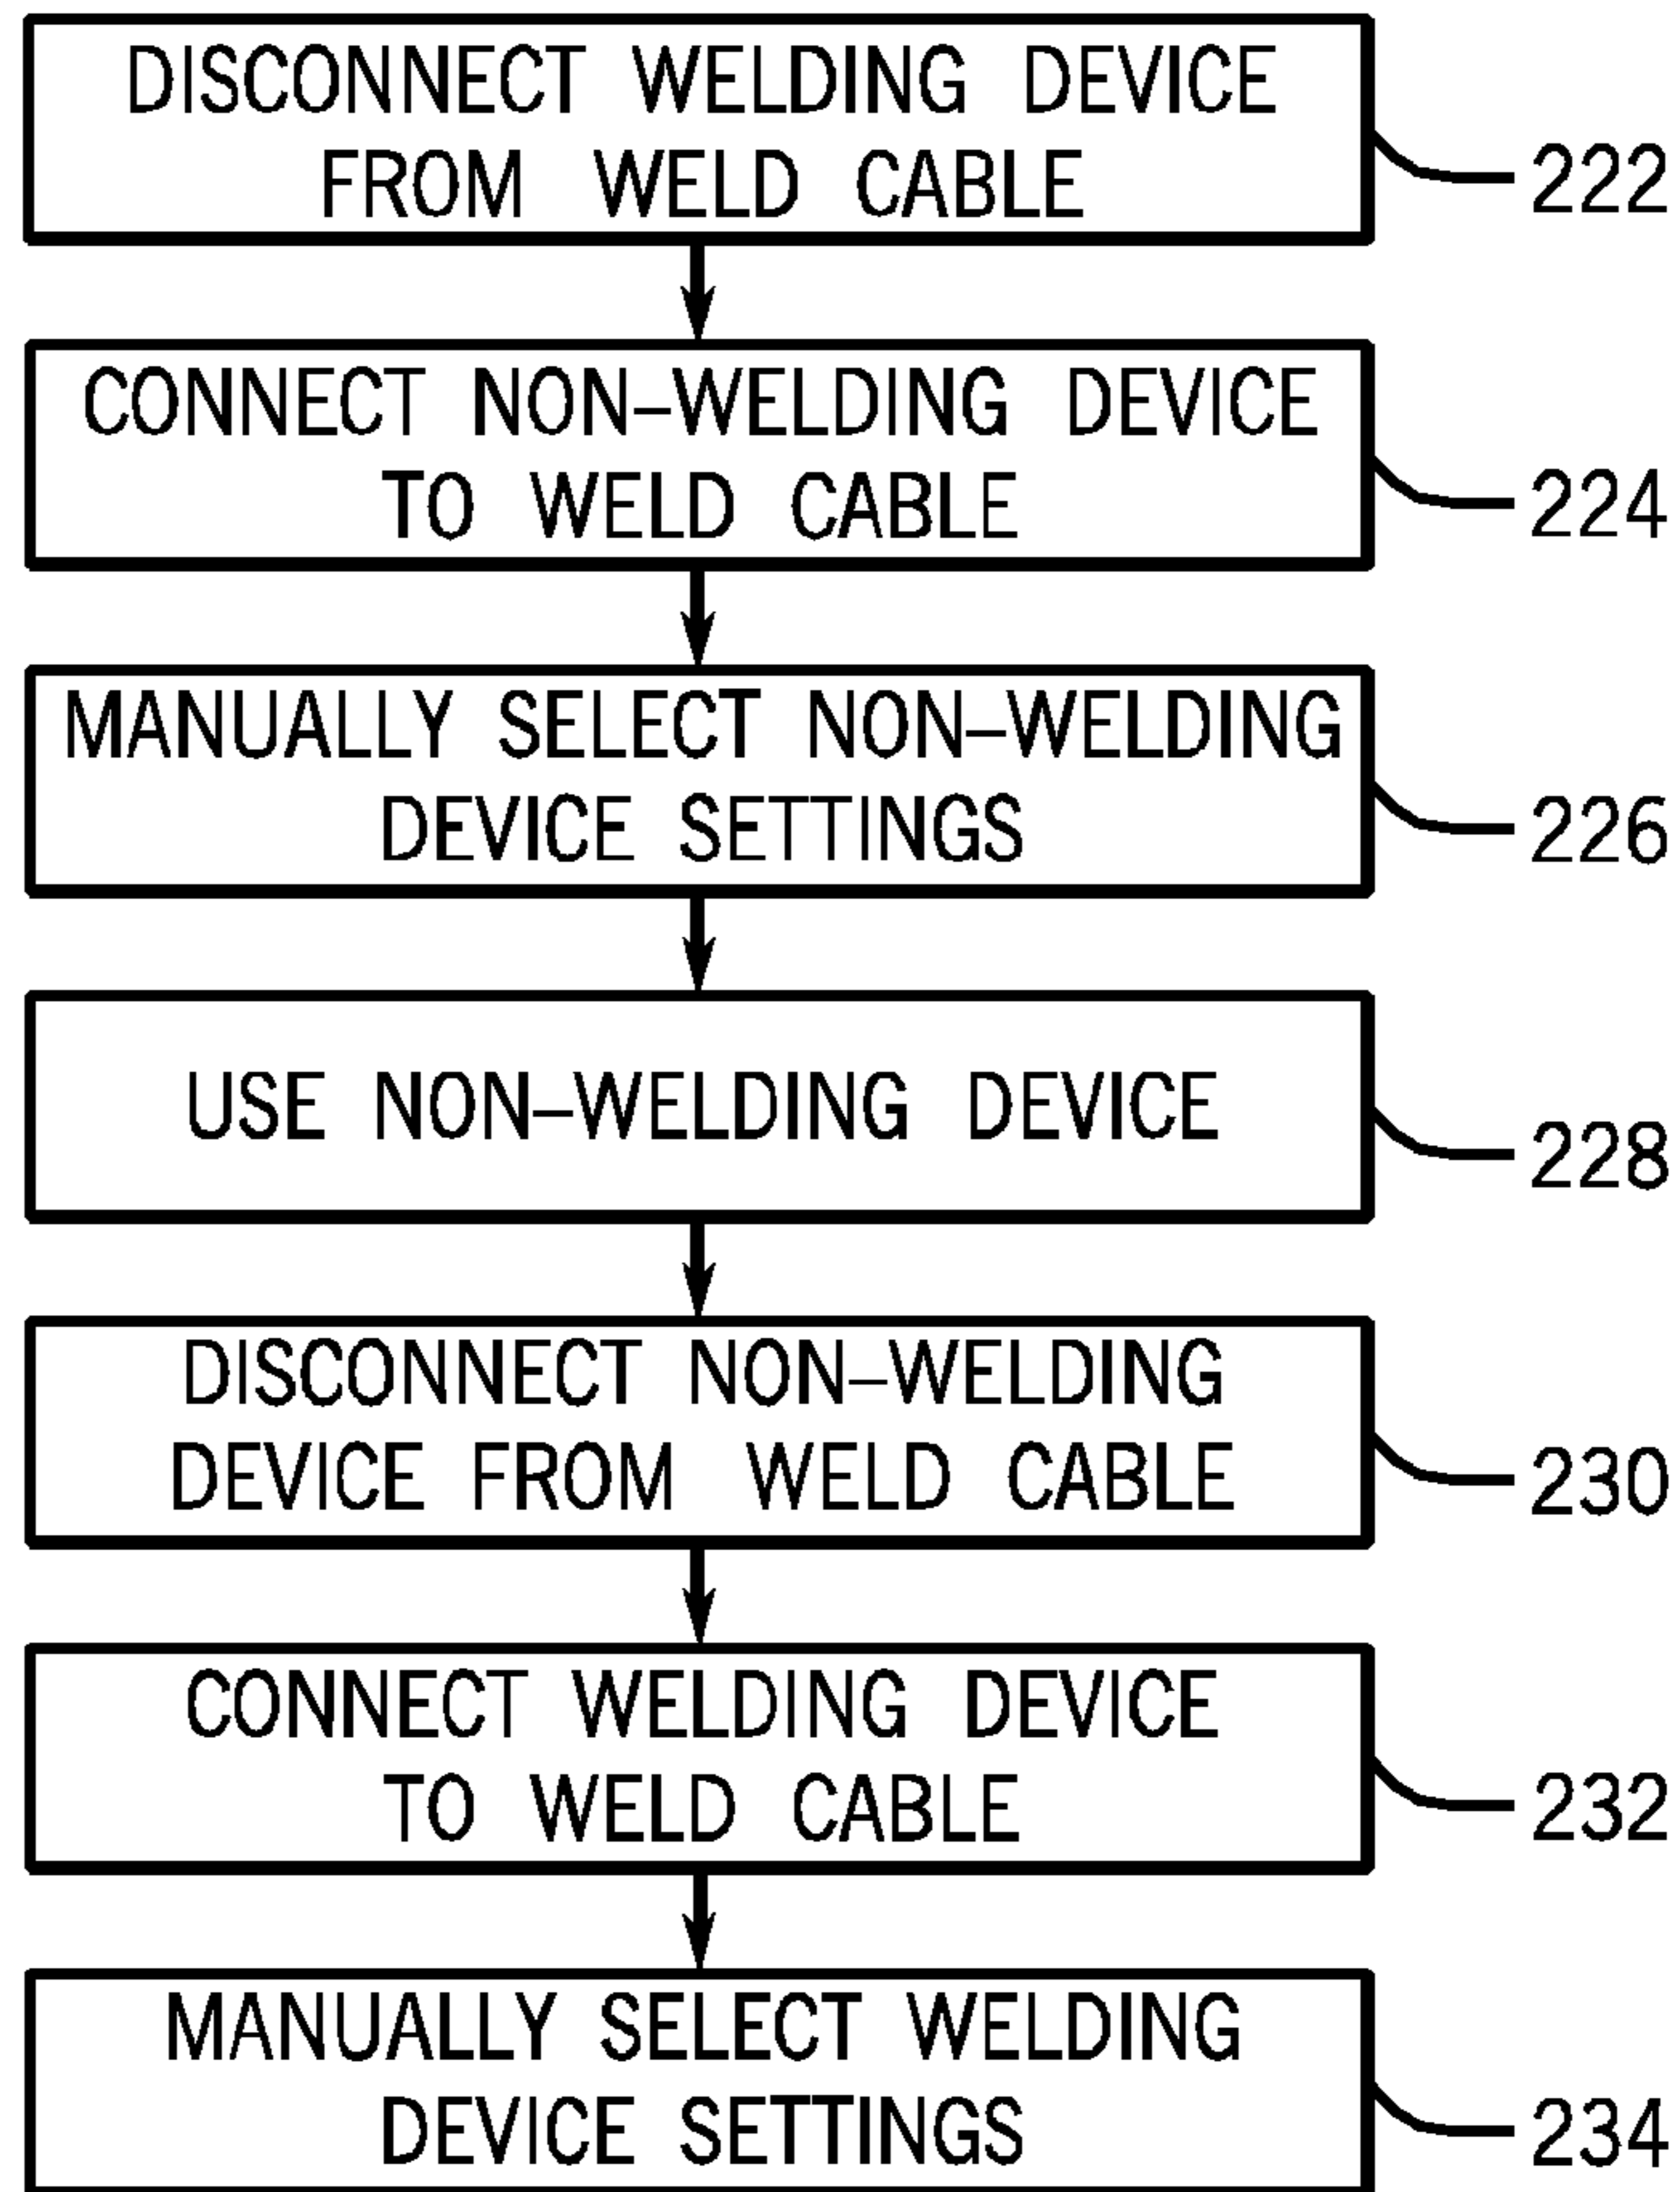 DISCONNECT WELDING DEVICE
FROM WELD CABLE
222
CONNECT NON–WELDING DEVICE
TO WELD CABLE
224
MANUALLY SELECT NON–WELDING
DEVICE SETTINGS
226
USE NON–WELDING DEVICE
228
DISCONNECT NON–WELDING
DEVICE FROM WELD CABLE
230
CONNECT WELDING DEVICE
TO WELD CABLE
232
MANUALLY SELECT WELDING
DEVICE SETTINGS
234